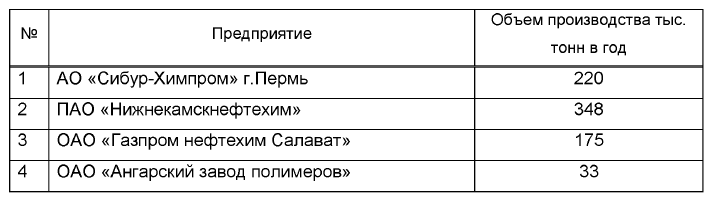 № Предприятие Объем производства тыс.
тонн в год
1 АО «Сибур-Химпром» г.Пермь 220
2 ПАО «Нижнекамскнефтехим» 348
3 ОАО «Газпром нефтехим Салават» 175
4 ОАО «Ангарский завод полимеров» 33